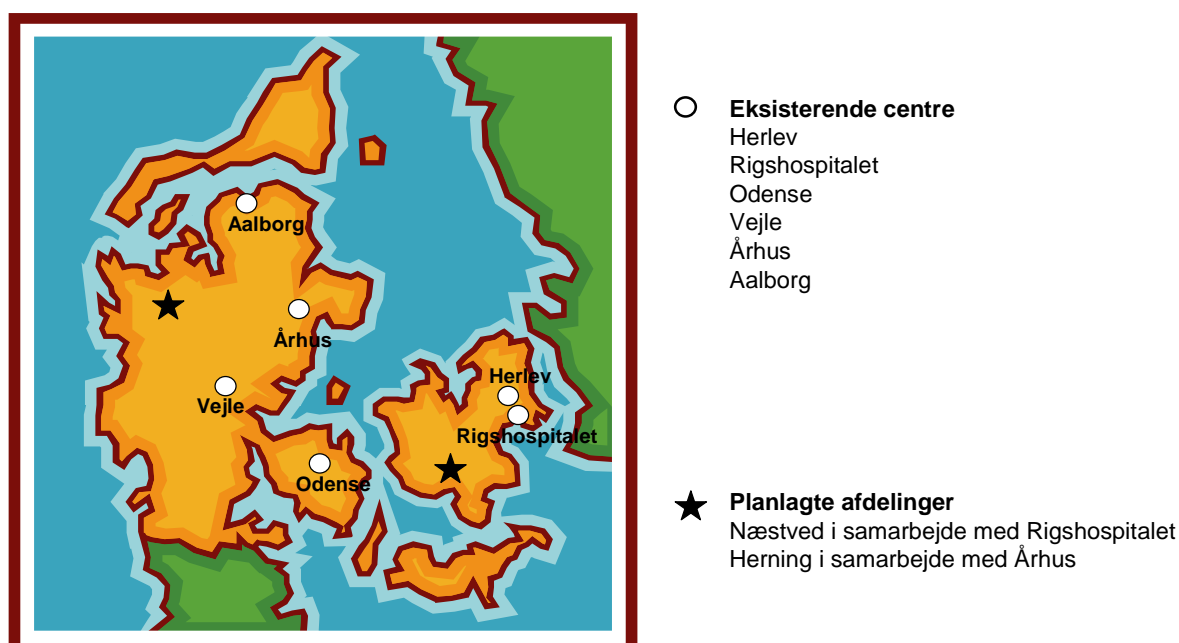 Aalborg
Århus
Vejle
Herlev
Rigshospitalet
Odense
Eksisterende centre
Herlev
Rigshospitalet
Odense
Vejle
Århus
Aalborg
Planlagte afdelinger
Næstved i samarbejde med Rigshospitalet
Herning i samarbejde med Århus